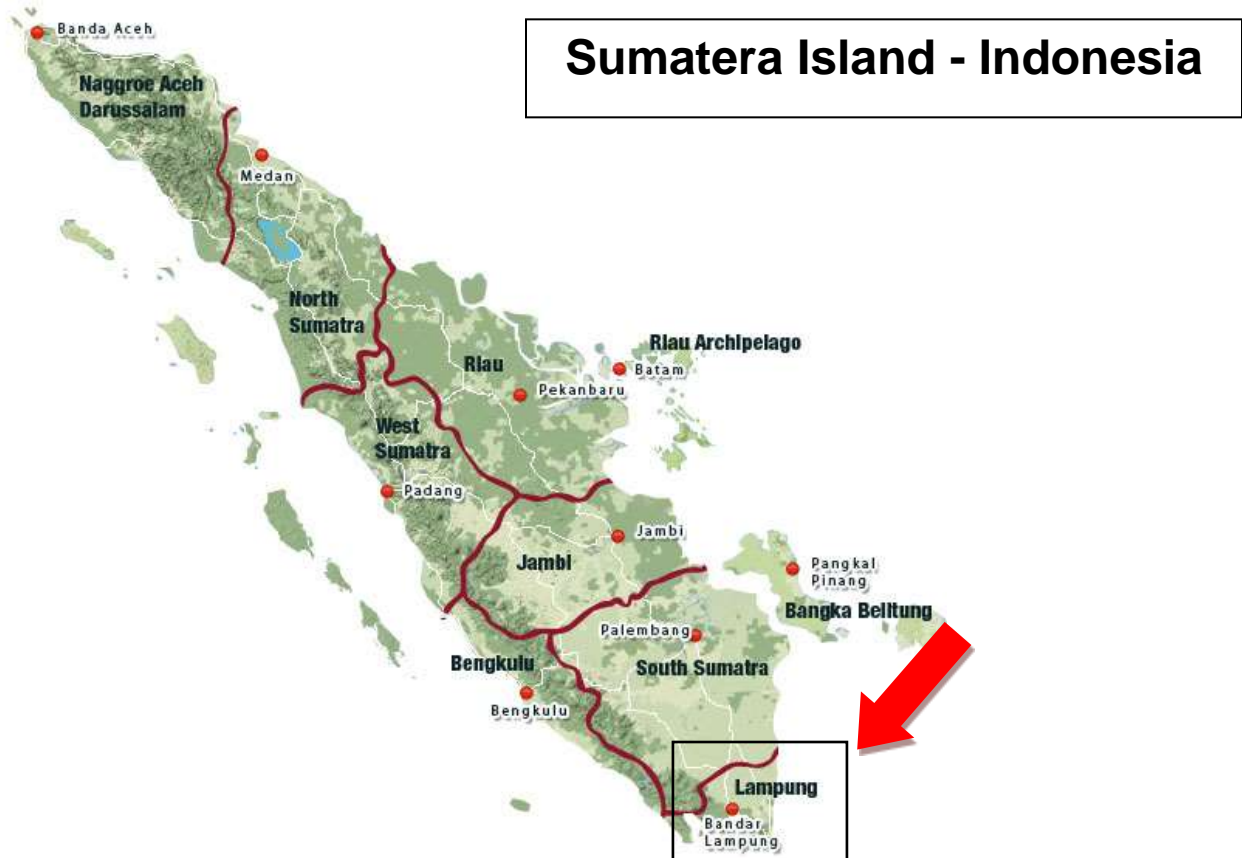 Sumatera Island - Indonesia
Banda Aceh
Naggroe Aceh
Darussalam
Medan
North
Sumatra
Riau Archipelago
Riau
Batam
Pekanbaru
West
Sumatra
Padang
Jambi
Jambi
Pangkal
Pinang
Bangka Belitung
Palembang
Bengkulu
South Sumatra
Bengkulu
Lampung
Bandar
Lampung